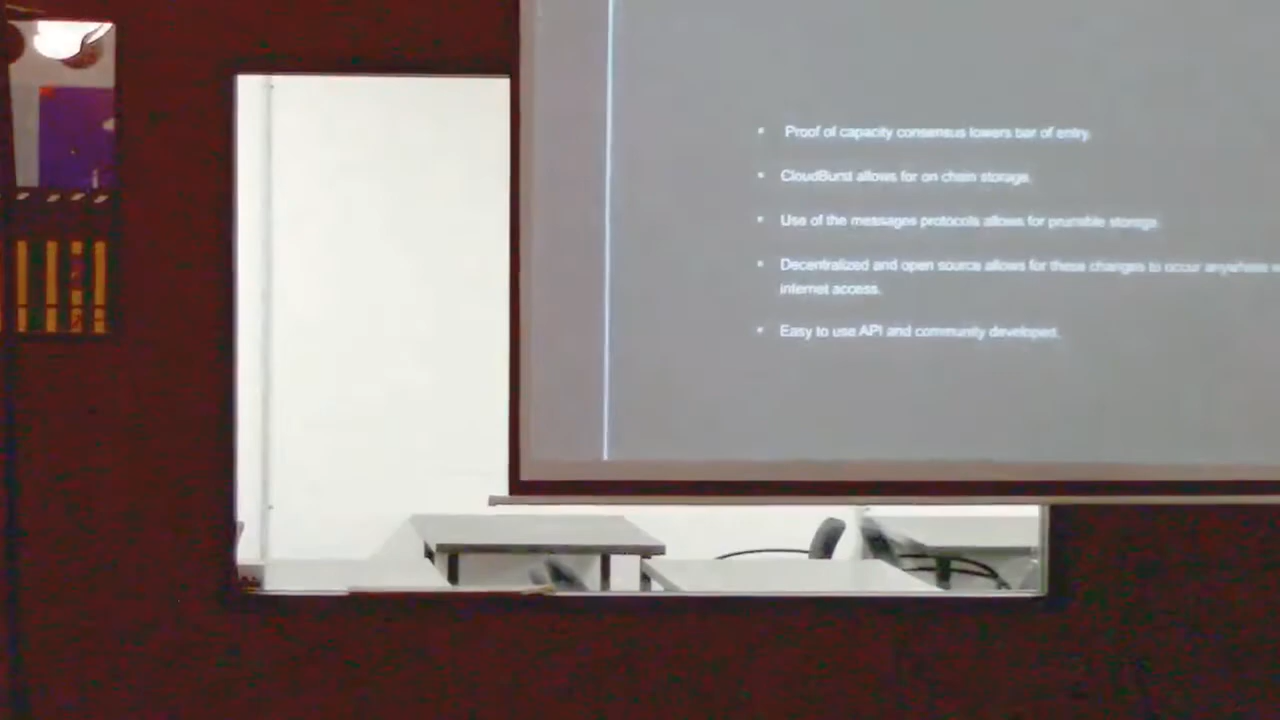 Proof of capacity consensus lowers bar of entry.
CloudBurst allows for on chain storage.
Use of the messages protocols allows for prunable storage.
Decentralized and open source allows for these changes to occur anywhere
internet access.
Easy to use API and community developed.